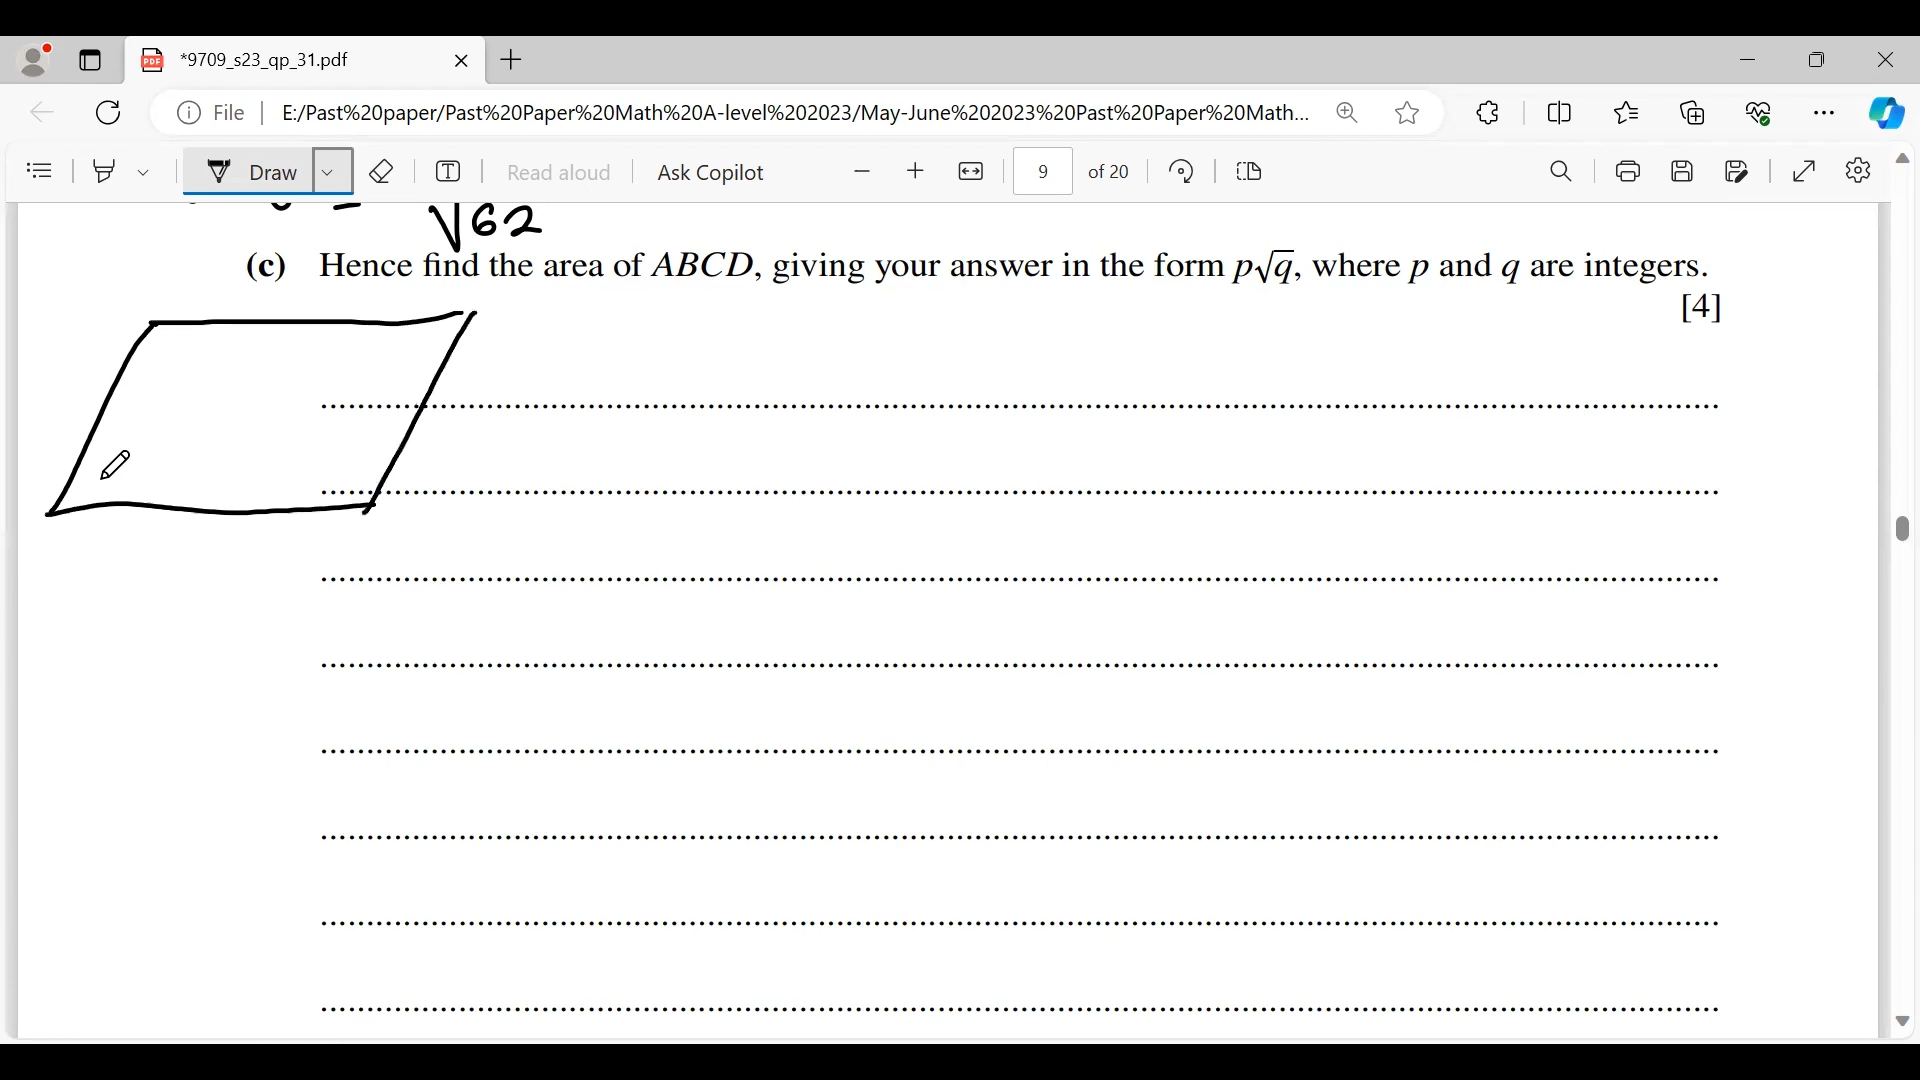 *9709_s23_qp_31.pdf
File
E:/Past%20paper/Past%20Paper%20Math%20A-level%202023/May-June%202023%20Past%20Paper%20Math...
Draw
Read aloud
Ask Copilot
9
of 20
√62
(c) Hence find the area of ABCD, giving your answer in the form p√q, where p and q are integers.
[4]